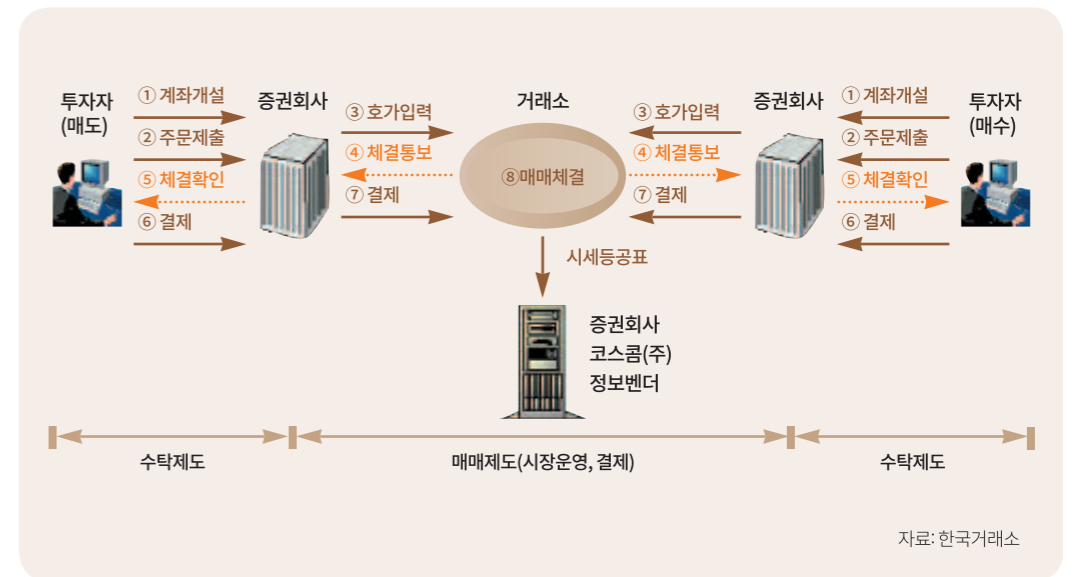 투자자
(매도)
① 계좌개설
② 주문제출
⑤ 체결확인
⑥ 결제
증권회사
③ 호가입력
④ 체결통보
⑦ 결제
거래소
⑧매매체결
③ 호가입력
④ 체결통보
⑦ 결제
증권회사
① 계좌개설
② 주문제출
⑤ 체결확인
⑥ 결제
투자자
(매수)
시세등공표
증권회사
코스콤(주)
정보벤더
수탁제도
매매제도(시장운영, 결제)
수탁제도
자료: 한국거래소